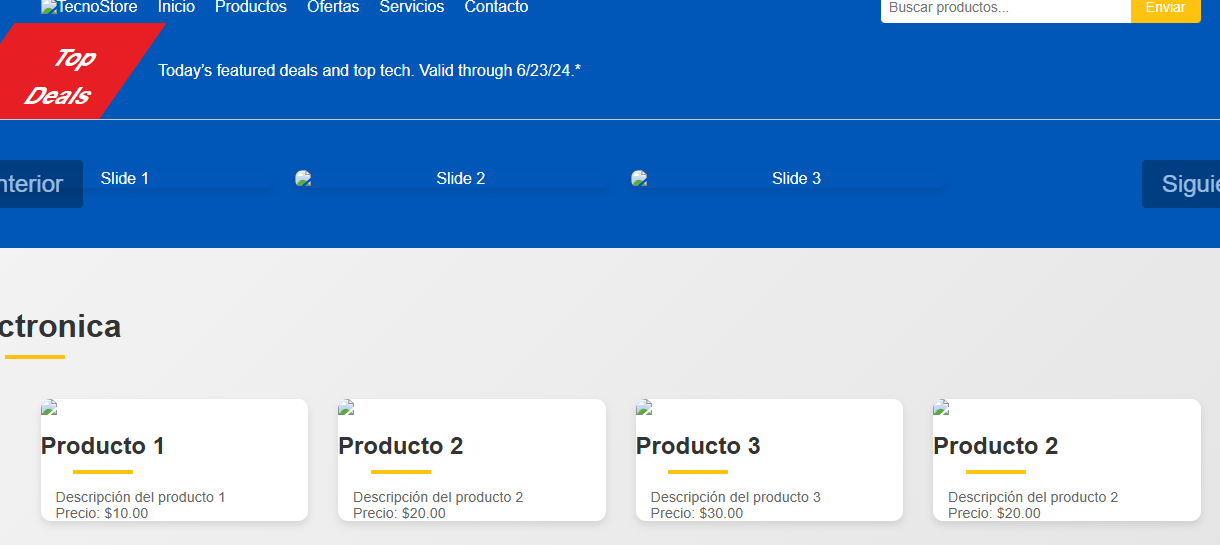 TecnoStore Inicio Productos Ofertas Servicios Contacto Buscar productos... Enviar
Top
Deals
Today's featured deals and top tech. Valid through 6/23/24.*
nterior Slide 1 Slide 2 Slide 3 Siguie
ctronica
Producto 1 Producto 2 Producto 3 Producto 2
Descripción del producto 1 Descripción del producto 2 Descripción del producto 3 Descripción del producto 2
Precio: $10.00 Precio: $20.00 Precio: $30.00 Precio: $20.00